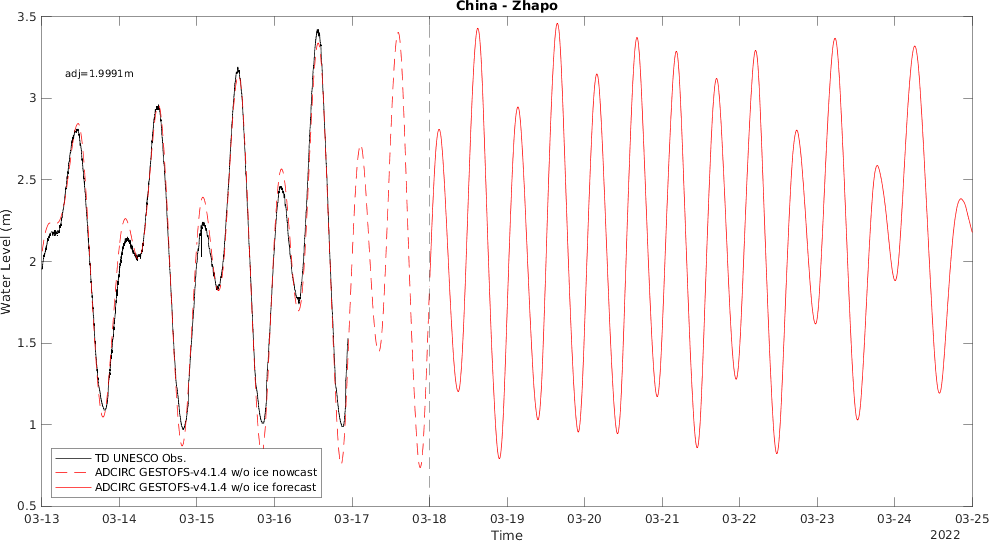 China - Zhapo
adj=1.9991m
3.5
3
2.5
2
1.5
1
0.5
Water Level (m)
TD UNESCO Obs.
ADCIRC GESTOFS-v4.1.4 w/o ice nowcast
ADCIRC GESTOFS-v4.1.4 w/o ice forecast
03-13 03-14 03-15 03-16 03-17 03-18 03-19 03-20 03-21 03-22 03-23 03-24 03-25
Time
2022